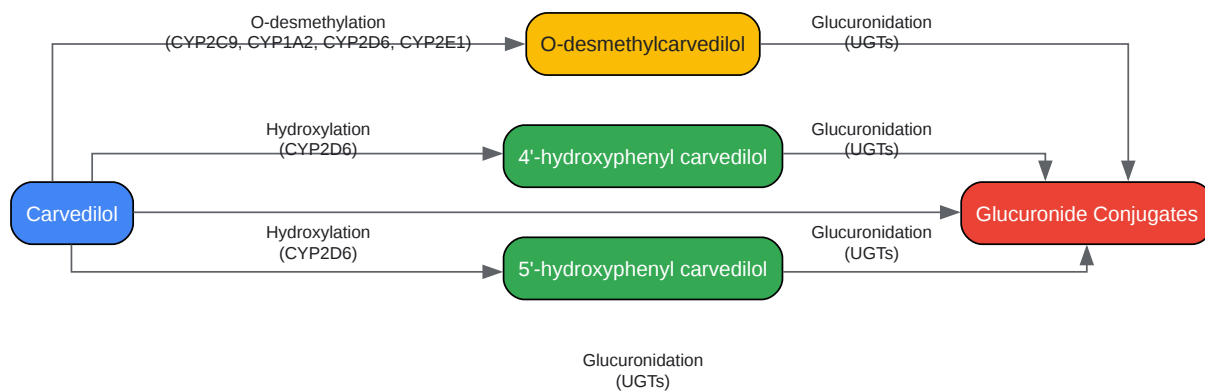 O-desmethylation
(CYP2C9, CYP1A2, CYP2D6, CYP2E1)
O-desmethylcarvedilol
Glucuronidation
(UGTs)
Hydroxylation
(CYP2D6)
4'-hydroxyphenyl carvedilol
Glucuronidation
(UGTs)
Carvedilol
Glucuronide Conjugates
Hydroxylation
(CYP2D6)
5'-hydroxyphenyl carvedilol
Glucuronidation
(UGTs)
Glucuronidation
(UGTs)